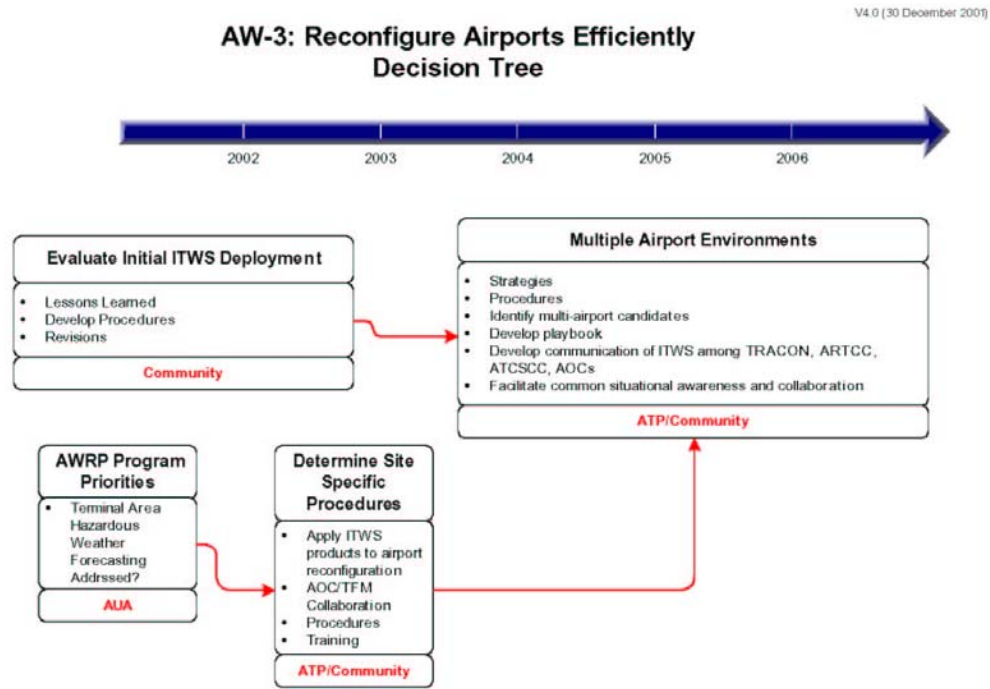 V4.0 (30 December 2001)
AW-3: Reconfigure Airports Efficiently
Decision Tree
2002
2003
2004
2005
2006
Evaluate Initial ITWS Deployment
• Lessons Learned
• Develop Procedures
• Revisions
Community
Multiple Airport Environments
• Strategies
• Procedures
• Identify multi-airport candidates
• Develop playbook
• Develop communication of ITWS among TRACON, ARTCC,
ATCSCC, AOCs
• Facilitate common situational awareness and collaboration
ATP/Community
AWRP Program
Priorities
• Terminal Area
Hazardous
Weather
Forecasting
Addrssed?
AUA
Determine Site
Specific
Procedures
• Apply ITWS
products to airport
reconfiguration
• AOC/TFM
Collaboration
• Procedures
• Training
ATP/Community